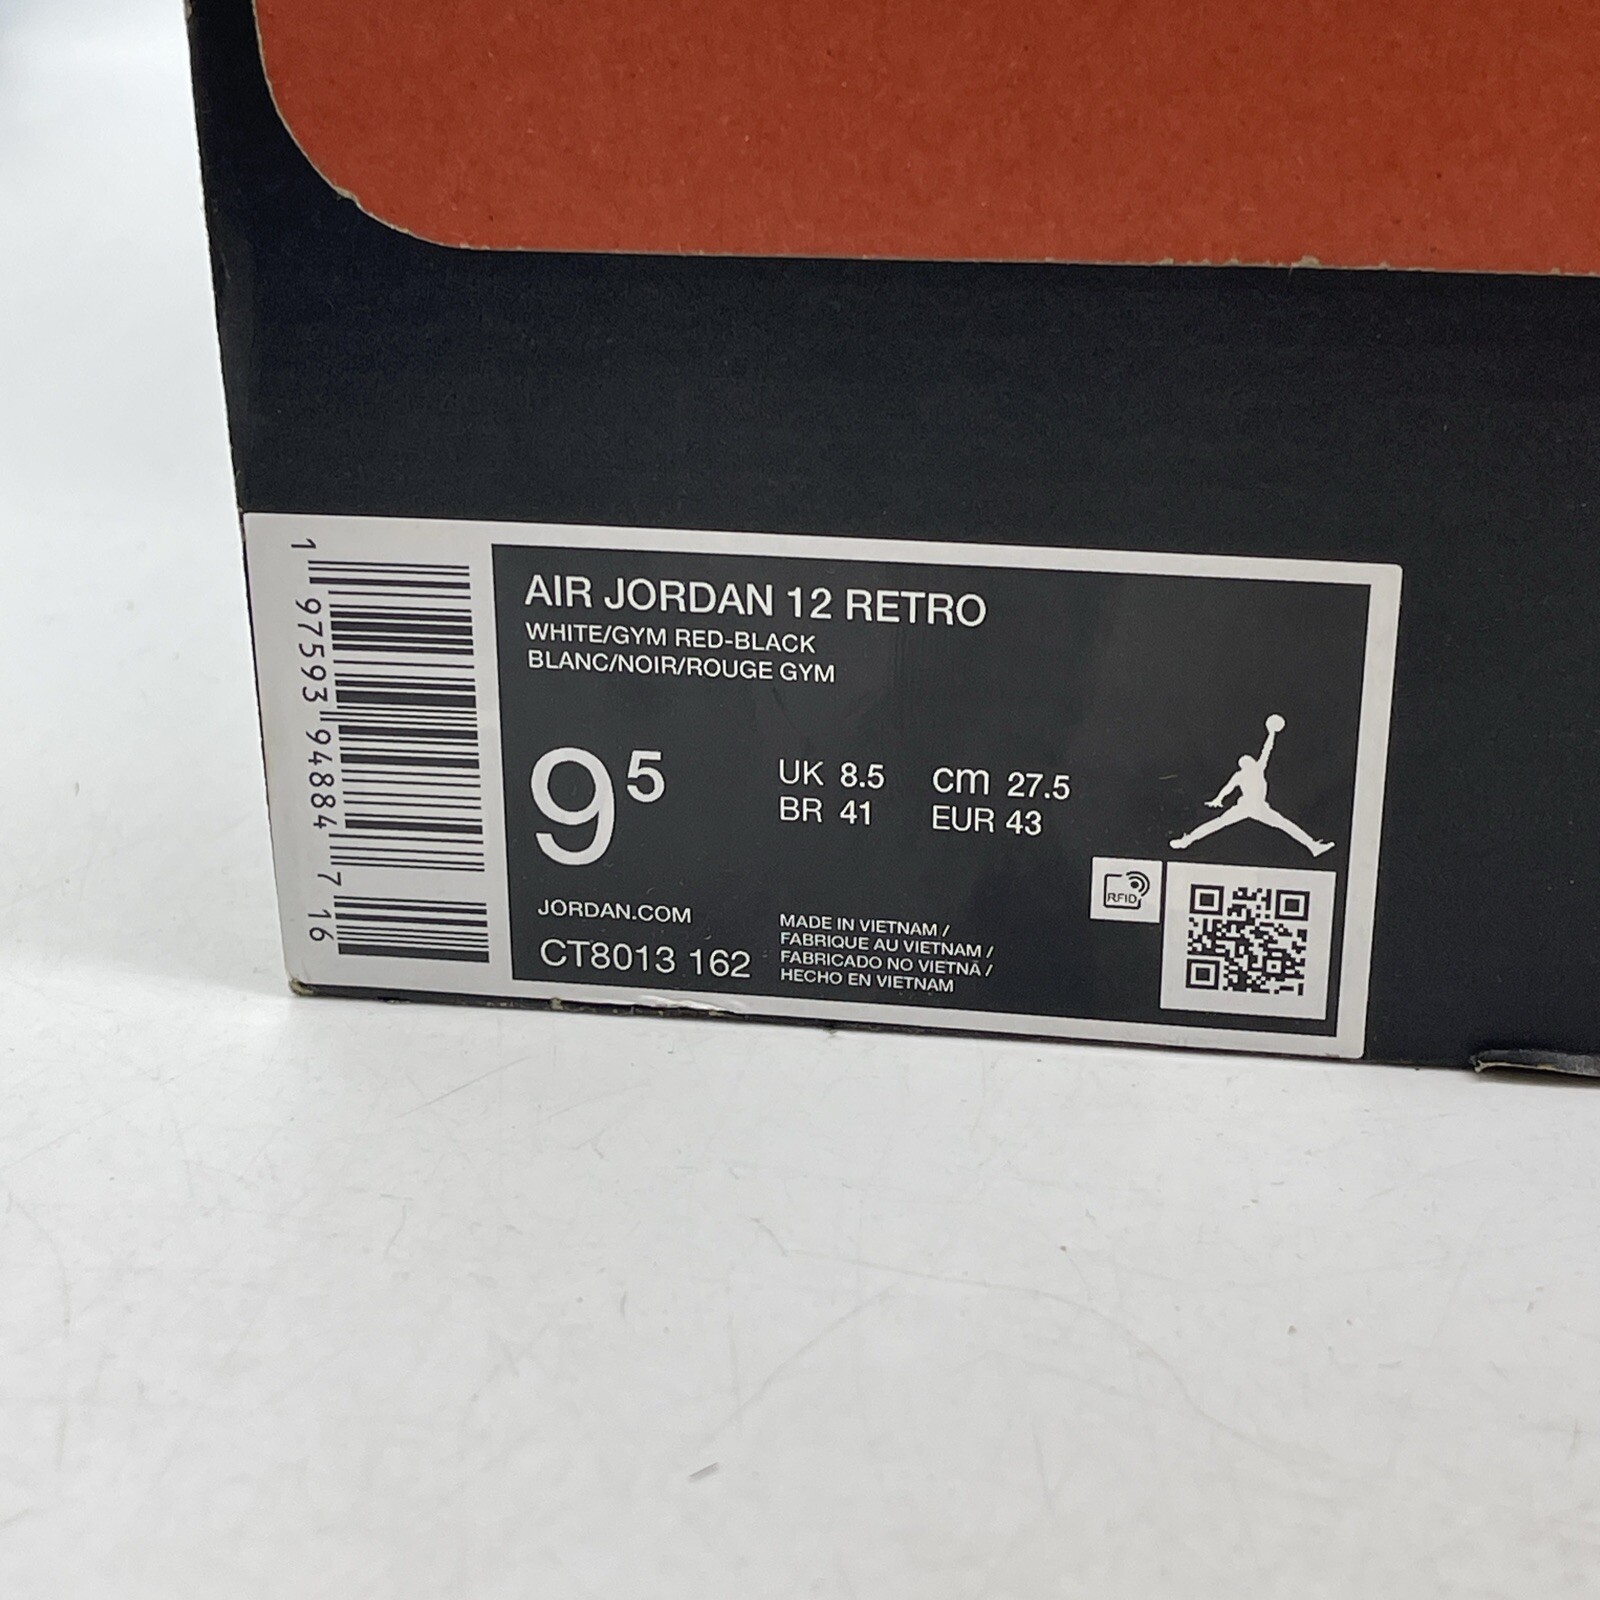 1 97593 94884 7 16
AIR JORDAN 12 RETRO
WHITE/GYM RED-BLACK
BLANC/NOIR/ROUGE GYM
9 5
UK 8.5 cm 27.5
BR 41 EUR 43
RFID
JORDAN.COM
CT8013 162
MADE IN VIETNAM /
FABRIQUE AU VIETNAM /
FABRICADO NO VIETNÃ /
HECHO EN VIETNAM